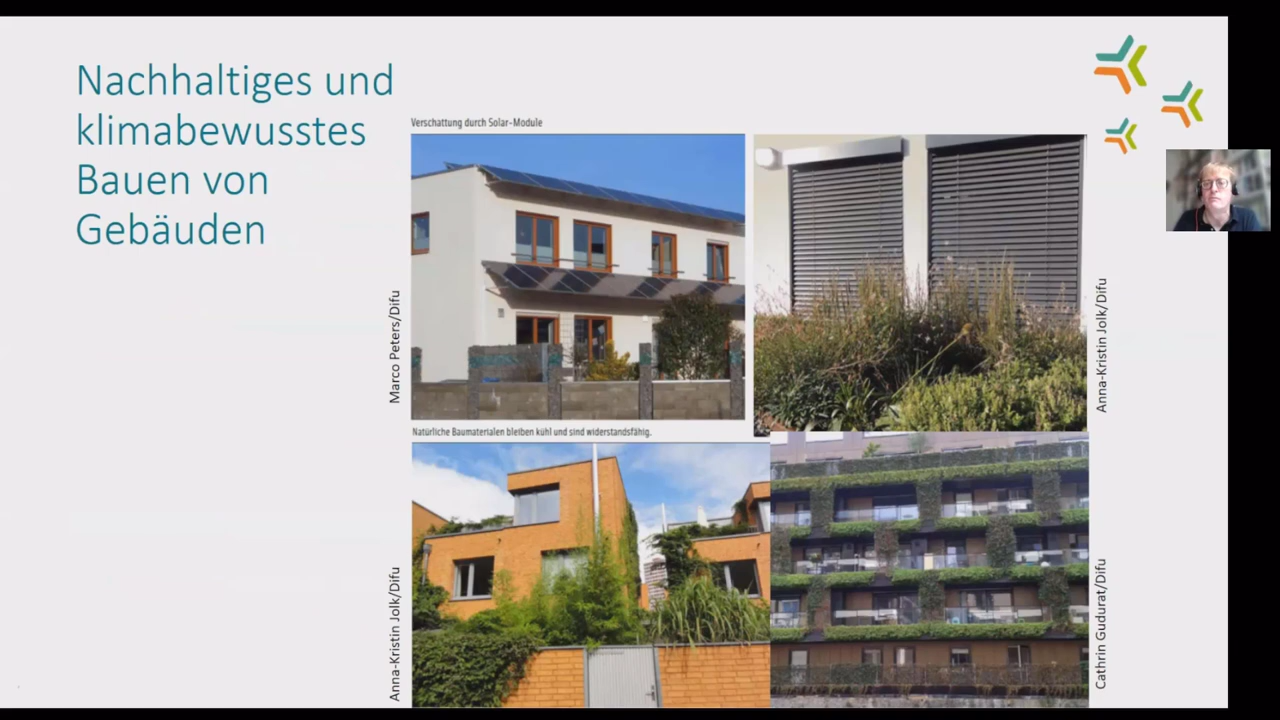 Nachhaltiges und
klimabewusstes
Bauen von
Gebäuden
Verschattung durch Solar-Module
Marco Peters/Difu
Anna-Kristin Jolk/Difu
Natürliche Baumaterialen bleiben kühl und sind widerstandsfähig.
Anna-Kristin Jolk/Difu
Cathrin Gudurat/Difu